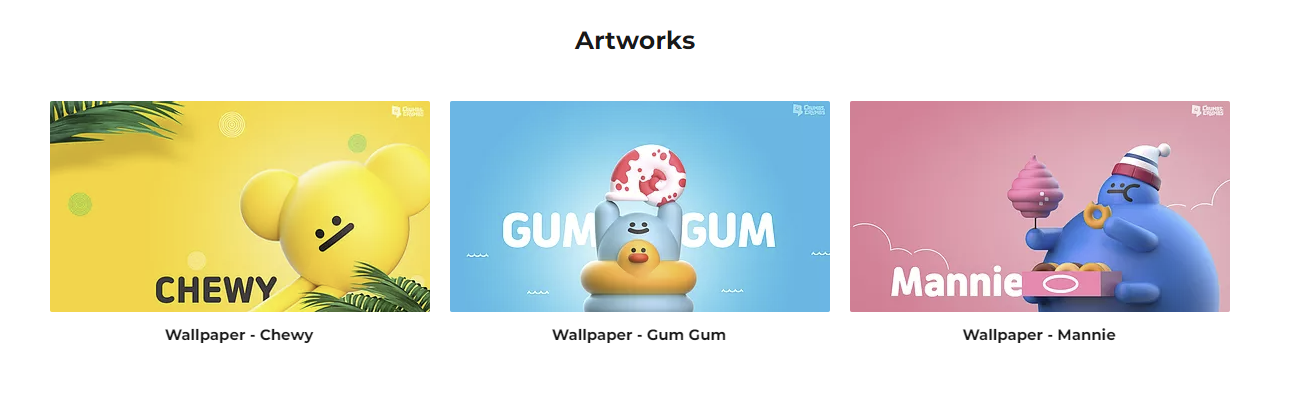 Artworks
CHEWY
GUM GUM
Mannie
Wallpaper - Chewy
Wallpaper - Gum Gum
Wallpaper - Mannie